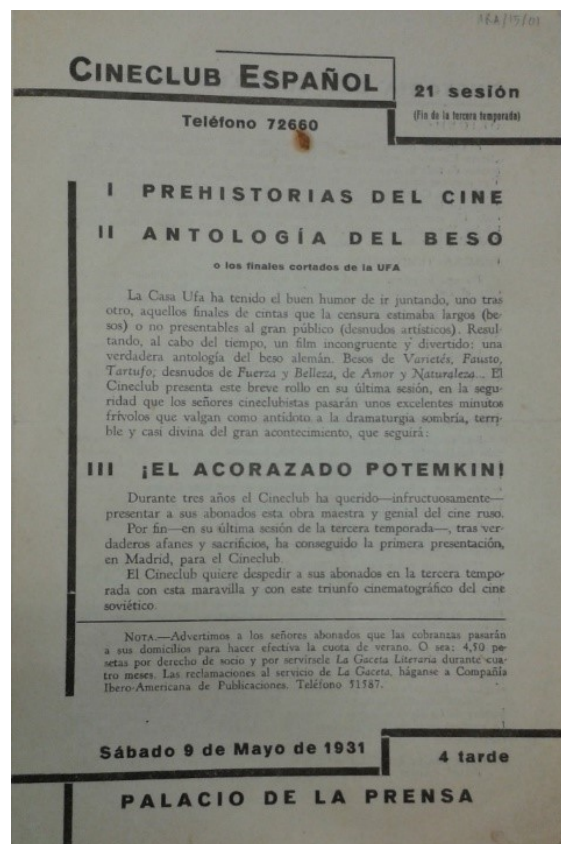 ARA/15/01
CINECLUB ESPAÑOL
21 sesión
(Fin de la tercera temporada)
Teléfono 72660
I PREHISTORIAS DEL CINE
II ANTOLOGÍA DEL BESO
o los finales cortados de la UFA
La Casa Ufa ha tenido el buen humor de ir juntando, uno tras
otro, aquellos finales de cintas que la censura estimaba largos (be-
sos) o no presentables al gran público (desnudos artísticos). Resul-
tando, al cabo del tiempo, un film incongruente y divertido: una
verdadera antología del beso alemán. Besos de Varietés, Fausto,
Tartufo; desnudos de Fuerza y Belleza, de Amor y Naturaleza... El
Cineclub presenta este breve rollo en su última sesión, en la segu-
ridad que los señores cineclubistas pasarán unos excelentes minutos
frívolos que valgan como antídoto a la dramaturgia sombría, terri-
ble y casi divina del gran acontecimiento, que seguirá:
III ¡EL ACORAZADO POTEMKIN!
Durante tres años el Cineclub ha querido—infructuosamente—
presentar a sus abonados esta obra maestra y genial del cine ruso.
Por fin—en su última sesión de la tercera temporada—, tras ver-
daderos afanes y sacrificios, ha conseguido la primera presentación,
en Madrid, para el Cineclub.
El Cineclub quiere despedir a sus abonados en la tercera tempo-
rada con esta maravilla y con este triunfo cinematográfico del cine
soviético.
NOTA.—Advertimos a los señores abonados que las cobranzas pasarán
a sus domicilios para hacer efectiva la cuota de verano. O sea: 4,50 pe-
setas por derecho de socio y por servírsele La Gaceta Literaria durante cua-
tro meses. Las reclamaciones al servicio de La Gaceta, háganse a Compañía
Ibero-Americana de Publicaciones. Teléfono 51587.
Sábado 9 de Mayo de 1931
4 tarde
PALACIO DE LA PRENSA